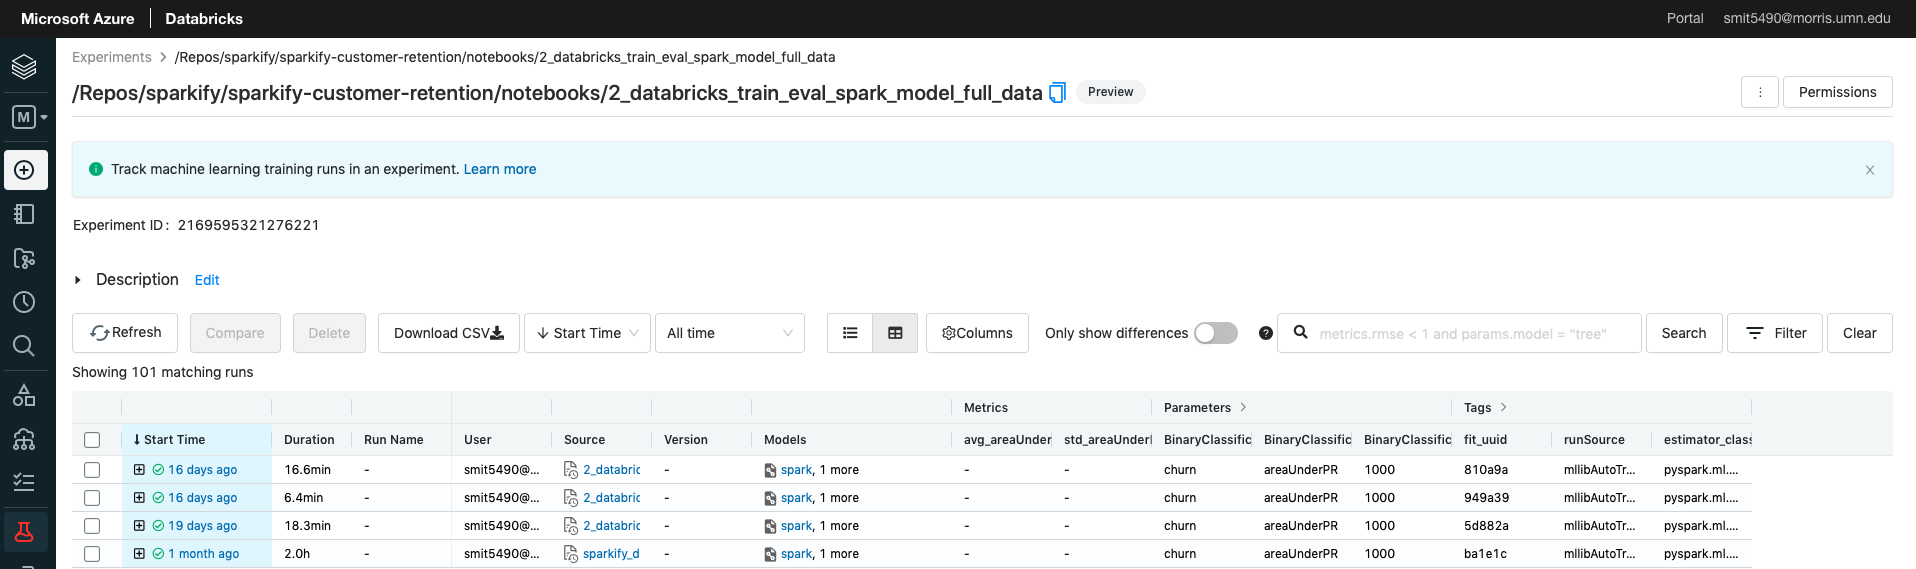 Microsoft Azure | Databricks Portal smit5490@morris.umn.edu
Experiments > /Repos/sparkify/sparkify-customer-retention/notebooks/2_databricks_train_eval_spark_model_full_data
/Repos/sparkify/sparkify-customer-retention/notebooks/2_databricks_train_eval_spark_model_full_data Preview Permissions
M
Track machine learning training runs in an experiment. Learn more
Experiment ID: 2169595321276221
Description Edit
Refresh Compare Delete Download CSV Start Time All time Columns Only show differences metrics.rmse < 1 and params.model = "tree" Search Filter Clear
Showing 101 matching runs
Metrics Parameters > Tags >
Start Time Duration Run Name User Source Version Models avg_areaUnder std_areaUnderI BinaryClassific BinaryClassific BinaryClassific fit_uuid runSource estimator_class
16 days ago 16.6min - smit5490@... 2_databric - spark, 1 more - - churn areaUnderPR 1000 810a9a mllibAutoTr... pyspark.ml....
16 days ago 6.4min - smit5490@... 2_databric - spark, 1 more - - churn areaUnderPR 1000 949a39 mllibAutoTr... pyspark.ml....
19 days ago 18.3min - smit5490@... 2_databric - spark, 1 more - - churn areaUnderPR 1000 5d882a mllibAutoTr... pyspark.ml....
1 month ago 2.0h - smit5490@... sparkify_d - spark, 1 more - - churn areaUnderPR 1000 ba1e1c mllibAutoTr... pyspark.ml....